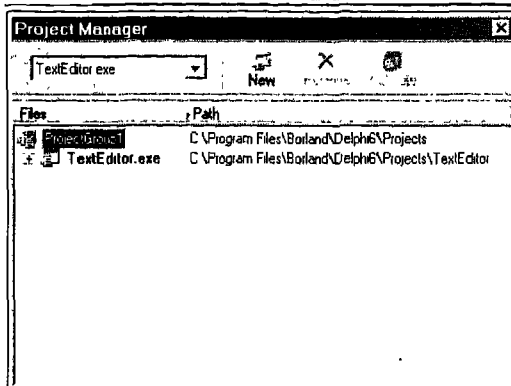 Project Manager
TextEditor.exe
New
Files Path
ProjectGroup1 C:\Program Files\Borland\Delphi6\Projects
TextEditor.exe C:\Program Files\Borland\Delphi6\Projects\TextEditor